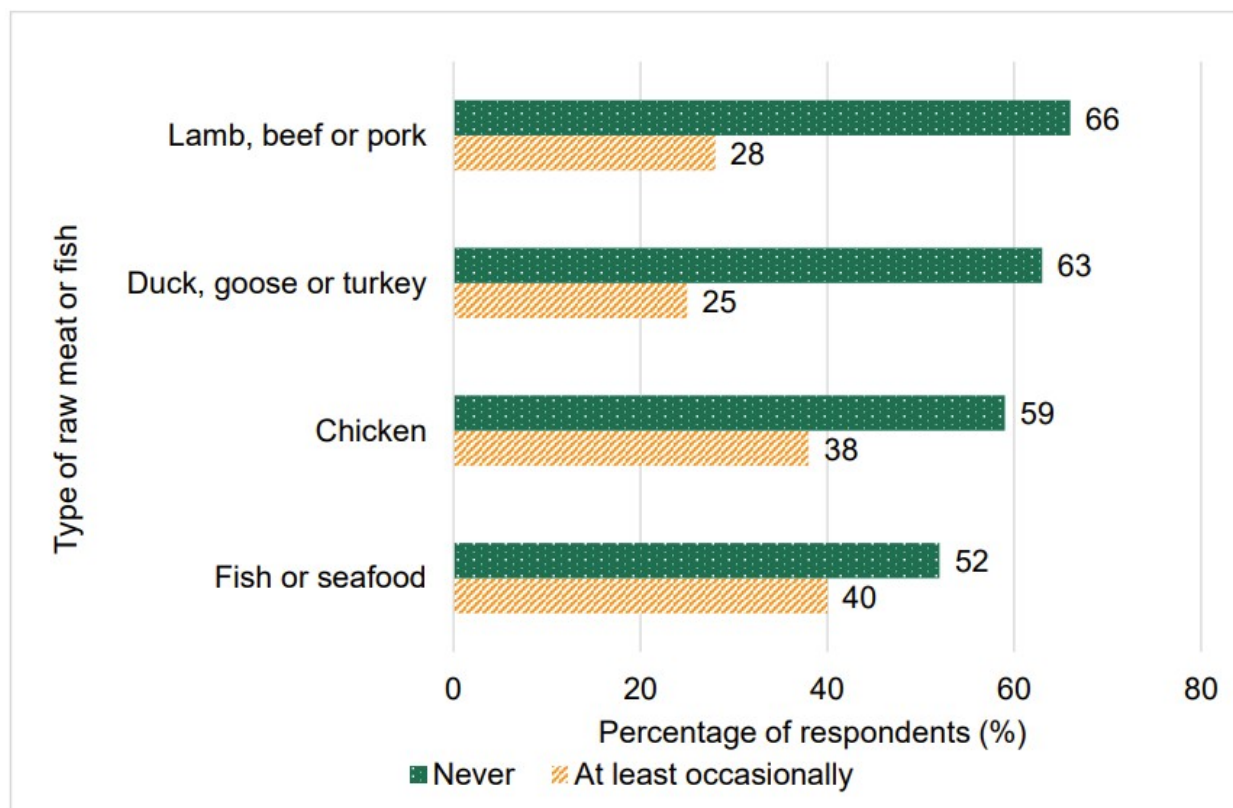 Type of raw meat or fish
Lamb, beef or pork
66
28
Duck, goose or turkey
63
25
Chicken
59
38
Fish or seafood
52
40
0 20 40 60 80
Percentage of respondents (%)
Never At least occasionally